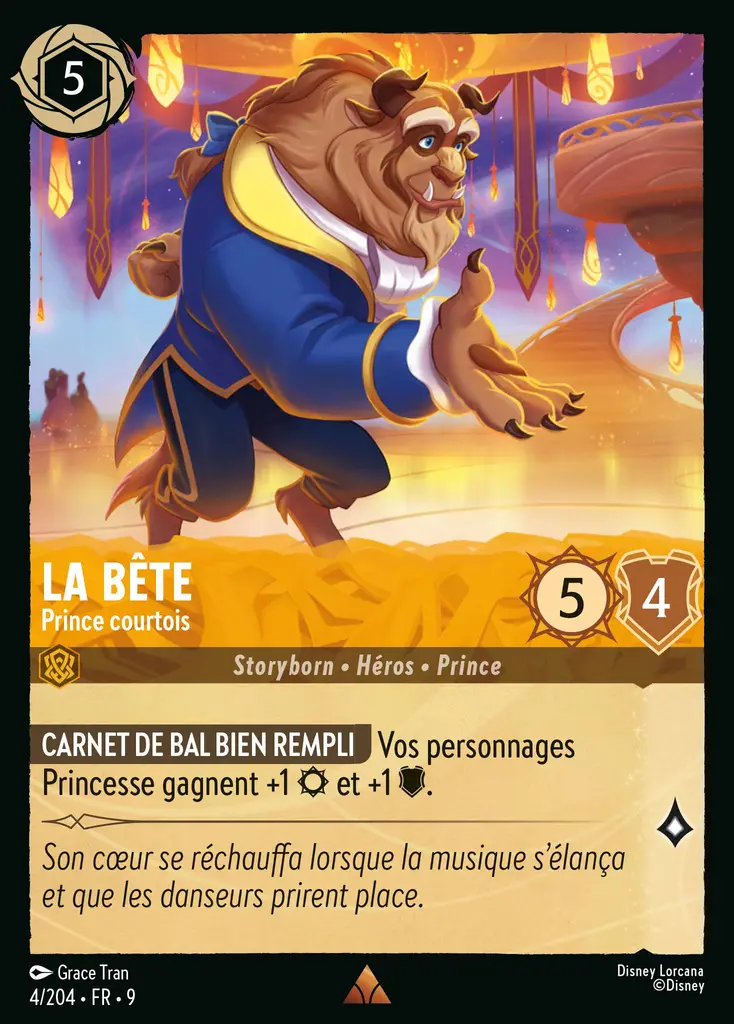 5
LA BÊTE
Prince courtois
5
4
Storyborn • Héros • Prince
CARNET DE BAL BIEN REMPLI Vos personnages
Princesse gagnent +1 et +1.
Son cœur se réchauffa lorsque la musique s'élança
et que les danseurs prirent place.
Grace Tran
4/204 • FR • 9
Disney Lorcana
©Disney